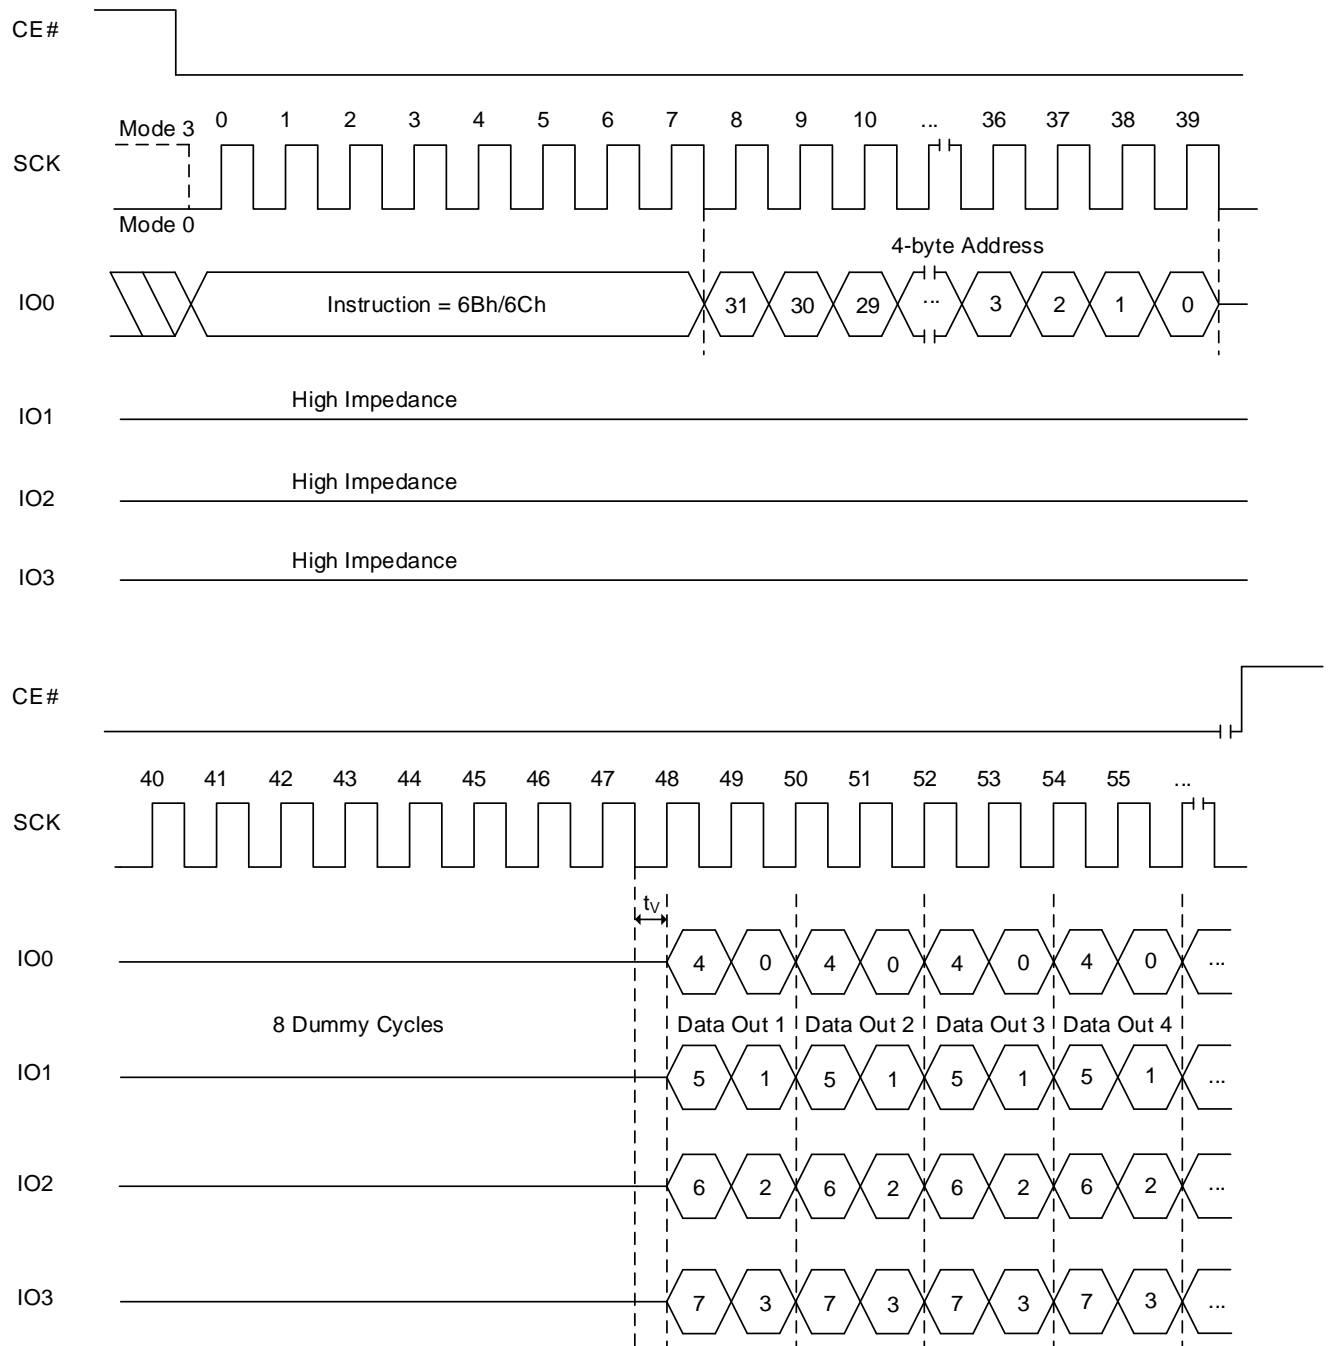 CE#
Mode 3 0 1 2 3 4 5 6 7 8 9 10 ... 36 37 38 39
SCK
Mode 0
4-byte Address
IO0 Instruction = 6Bh/6Ch 31 30 29 ... 3 2 1 0
High Impedance
IO1
High Impedance
IO2
High Impedance
IO3
CE#
40 41 42 43 44 45 46 47 48 49 50 51 52 53 54 55 ...
SCK
tV
IO0 4 0 4 0 4 0 4 0 ...
8 Dummy Cycles Data Out 1 Data Out 2 Data Out 3 Data Out 4
IO1 5 1 5 1 5 1 5 1 ...
IO2 6 2 6 2 6 2 6 2 ...
IO3 7 3 7 3 7 3 7 3 ...